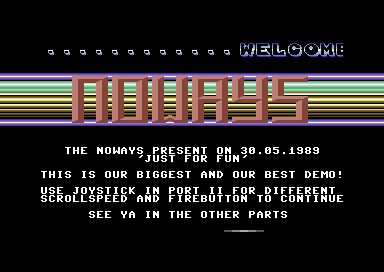 . . . . . . . . . . . . WELCOME
NOWAYS
THE NOWAYS PRESENT ON 30.05.1989
'JUST FOR FUN'
THIS IS OUR BIGGEST AND OUR BEST DEMO!
USE JOYSTICK IN PORT II FOR DIFFERENT
SCROLLSPEED AND FIREBUTTON TO CONTINUE
SEE YA IN THE OTHER PARTS